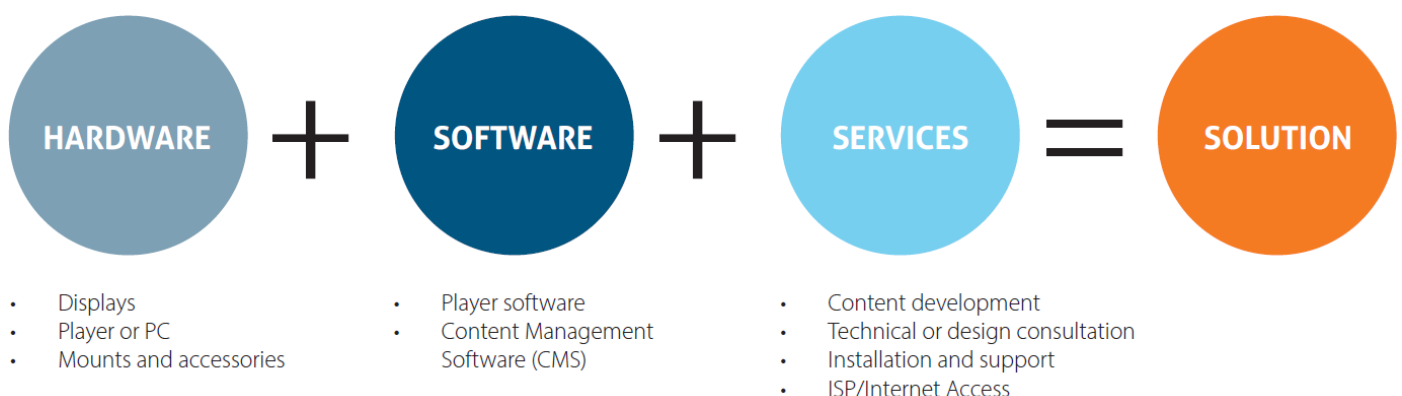 HARDWARE + SOFTWARE + SERVICES = SOLUTION
• Displays
• Player or PC
• Mounts and accessories
• Player software
• Content Management
Software (CMS)
• Content development
• Technical or design consultation
• Installation and support
• ISP/Internet Access